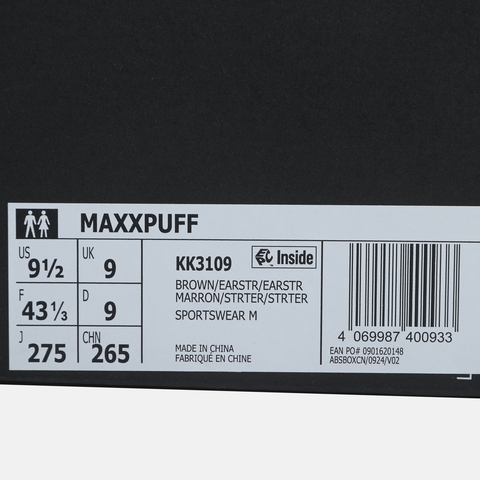 MAXXPUFF
US 9½ UK 9
F 43⅓ D 9
J 275 CHN 265
KK3109 Inside
BROWN/EARSTR/EARSTR
MARRON/STRTER/STRTER
SPORTSWEAR M
MADE IN CHINA
FABRIQUÉ EN CHINE
4 069987 400933
EAN PO# 0901620148
ABSBOXCN/0924/V02